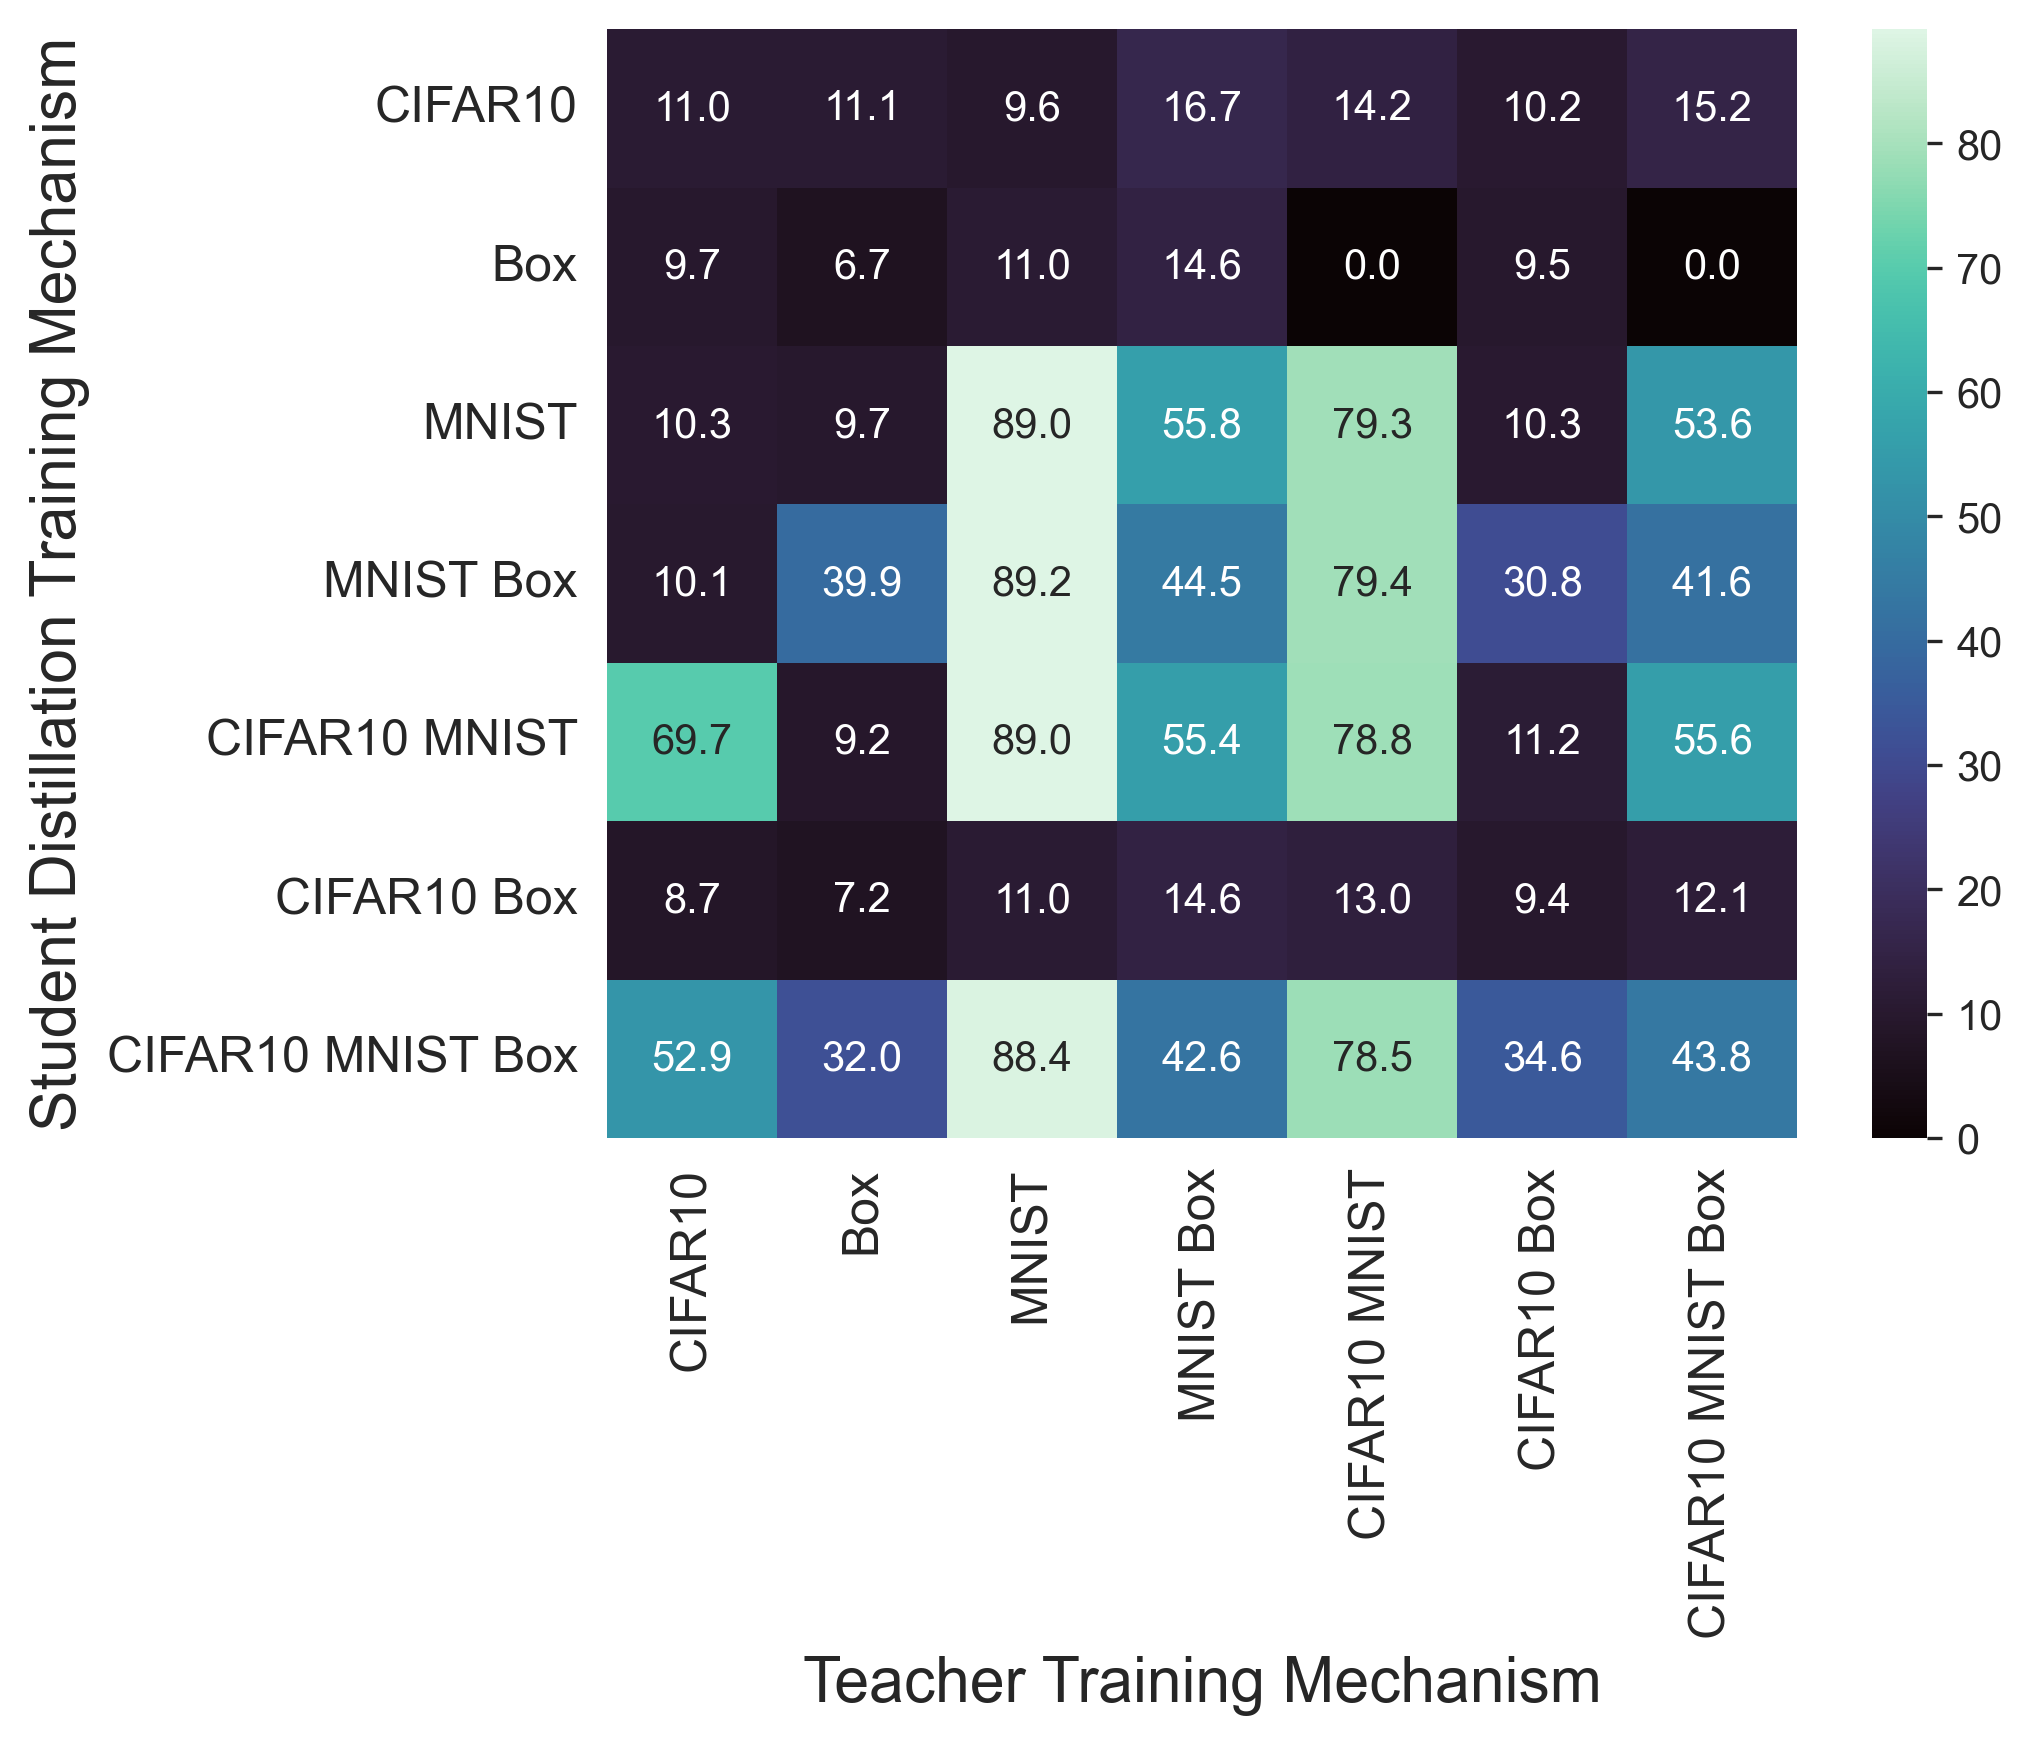 Student Distillation Training Mechanism
CIFAR10 11.0 11.1 9.6 16.7 14.2 10.2 15.2
Box 9.7 6.7 11.0 14.6 0.0 9.5 0.0
MNIST 10.3 9.7 89.0 55.8 79.3 10.3 53.6
MNIST Box 10.1 39.9 89.2 44.5 79.4 30.8 41.6
CIFAR10 MNIST 69.7 9.2 89.0 55.4 78.8 11.2 55.6
CIFAR10 Box 8.7 7.2 11.0 14.6 13.0 9.4 12.1
CIFAR10 MNIST Box 52.9 32.0 88.4 42.6 78.5 34.6 43.8
80
70
60
50
40
30
20
10
0
CIFAR10
Box
MNIST
MNIST Box
CIFAR10 MNIST
CIFAR10 Box
CIFAR10 MNIST Box
Teacher Training Mechanism